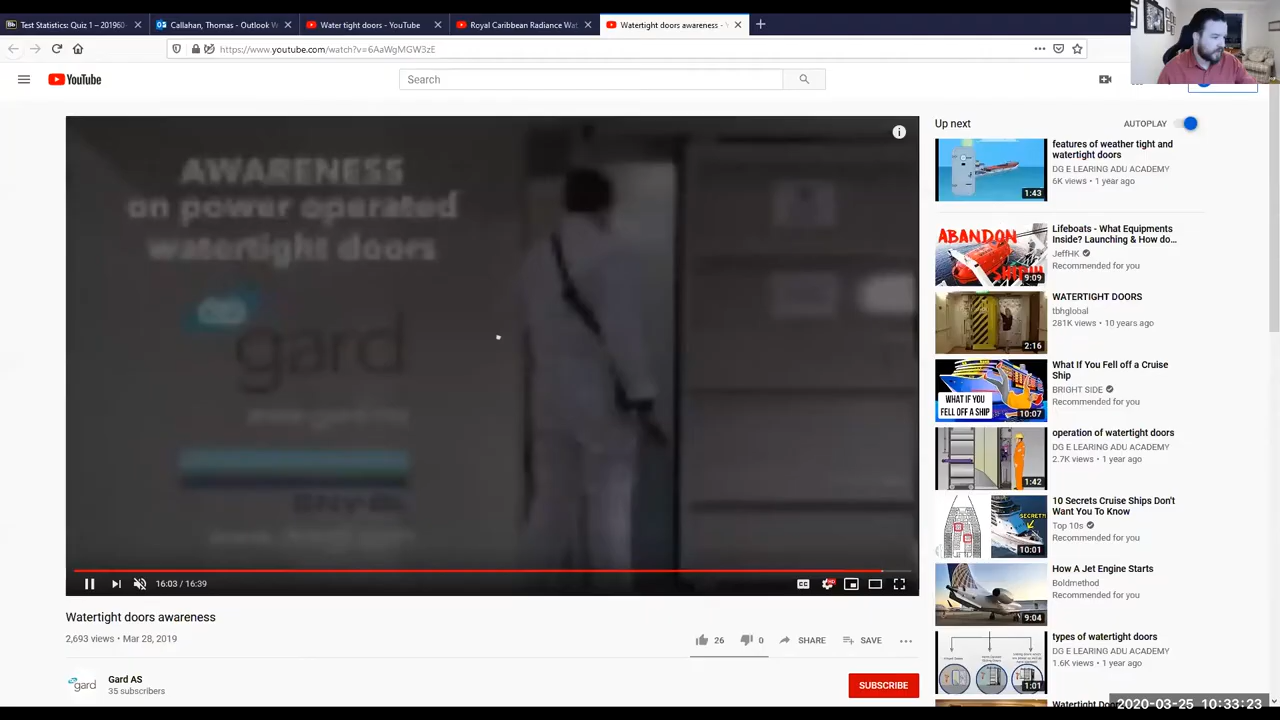 Test Statistics: Quiz 1 – 201960
Callahan, Thomas - Outlook W
Water tight doors - YouTube
Royal Caribbean Radiance Wat
Watertight doors awareness - Y
https://www.youtube.com/watch?v=6AaWgMGW3zE
YouTube
Search
AWARENESS
on power operated
watertight doors
16:03 / 16:39
CC
HD
Watertight doors awareness
2,693 views • Mar 28, 2019
26
0
SHARE
SAVE
gard
Gard AS
35 subscribers
SUBSCRIBE
Up next
AUTOPLAY
features of weather tight and
watertight doors
DG E LEARING ADU ACADEMY
6K views • 1 year ago
1:43
ABANDON
SHIP
9:09
Lifeboats - What Equipments
Inside? Launching & How do...
JeffHK
Recommended for you
2:16
WATERTIGHT DOORS
tbhglobal
281K views • 10 years ago
WHAT IF YOU
FELL OFF A SHIP
10:07
What If You Fell off a Cruise
Ship
BRIGHT SIDE
Recommended for you
1:42
operation of watertight doors
DG E LEARING ADU ACADEMY
2.7K views • 1 year ago
SECRET!
10:01
10 Secrets Cruise Ships Don't
Want You To Know
Top 10s
Recommended for you
9:04
How A Jet Engine Starts
Boldmethod
Recommended for you
1:01
types of watertight doors
DG E LEARING ADU ACADEMY
1.6K views • 1 year ago
2020-03-25 10:33:23